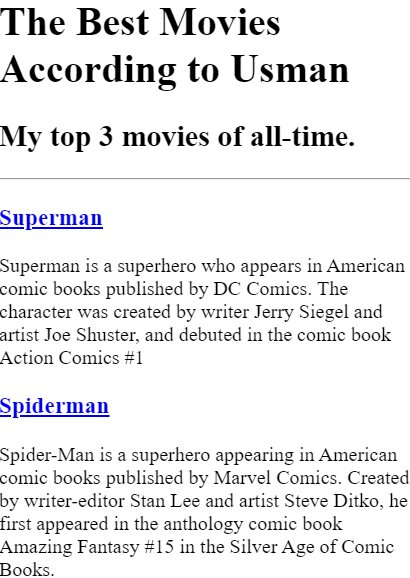 The Best Movies
According to Usman
My top 3 movies of all-time.
Superman
Superman is a superhero who appears in American
comic books published by DC Comics. The
character was created by writer Jerry Siegel and
artist Joe Shuster, and debuted in the comic book
Action Comics #1
Spiderman
Spider-Man is a superhero appearing in American
comic books published by Marvel Comics. Created
by writer-editor Stan Lee and artist Steve Ditko, he
first appeared in the anthology comic book
Amazing Fantasy #15 in the Silver Age of Comic
Books.